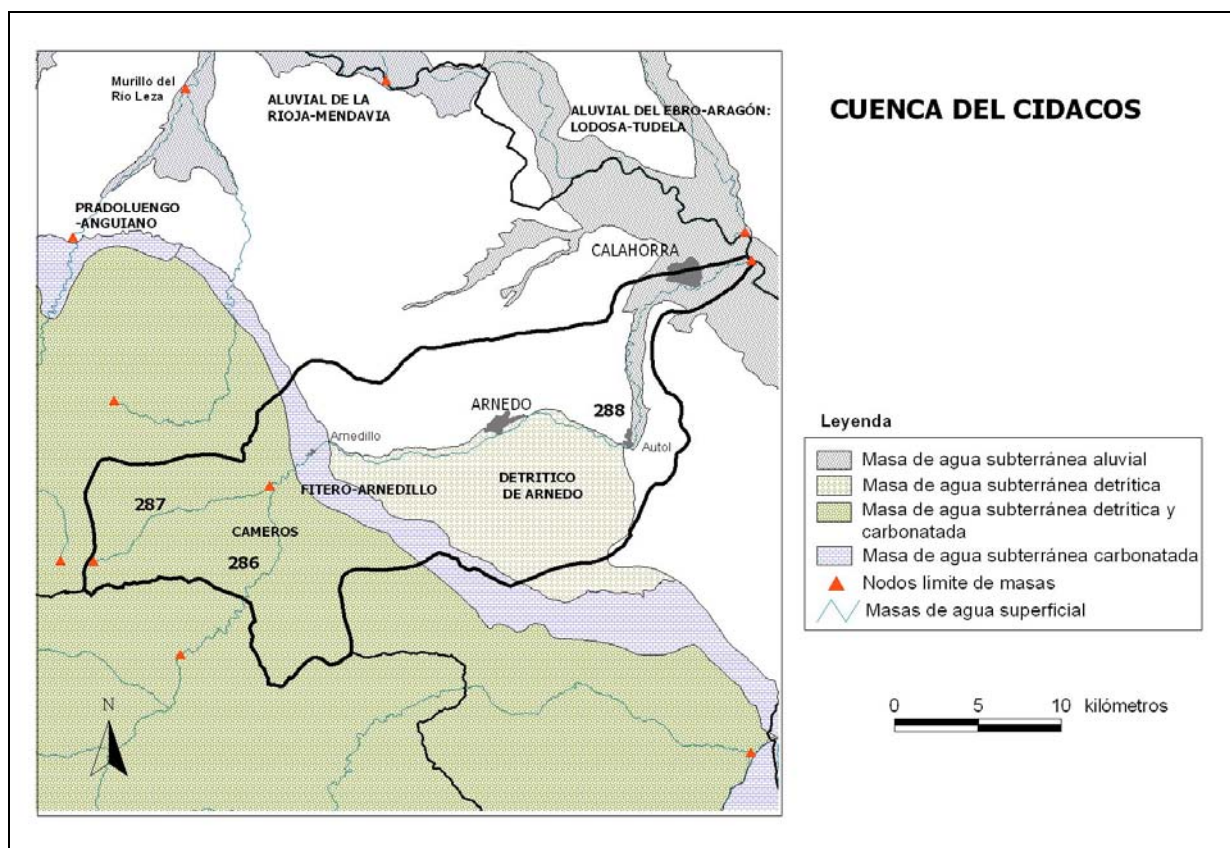 CUENCA DEL CIDACOS
Murillo del
Río Leza
ALUVIAL DE LA
RIOJA-MENDAVIA
ALUVIAL DEL EBRO-ARAGÓN:
LODOSA-TUDELA
PRADOLUENGO
-ANGUIANO
CALAHORRA
ARNEDO
288
Arnedillo
Autol
FITERO-ARNEDILLO
DETRITICO
DE ARNEDO
287
CAMEROS
286
N
Leyenda
Masa de agua subterránea aluvial
Masa de agua subterránea detrítica
Masa de agua subterránea detrítica y
carbonatada
Masa de agua subterránea carbonatada
Nodos limite de masas
Masas de agua superficial
0 5 10 kilómetros